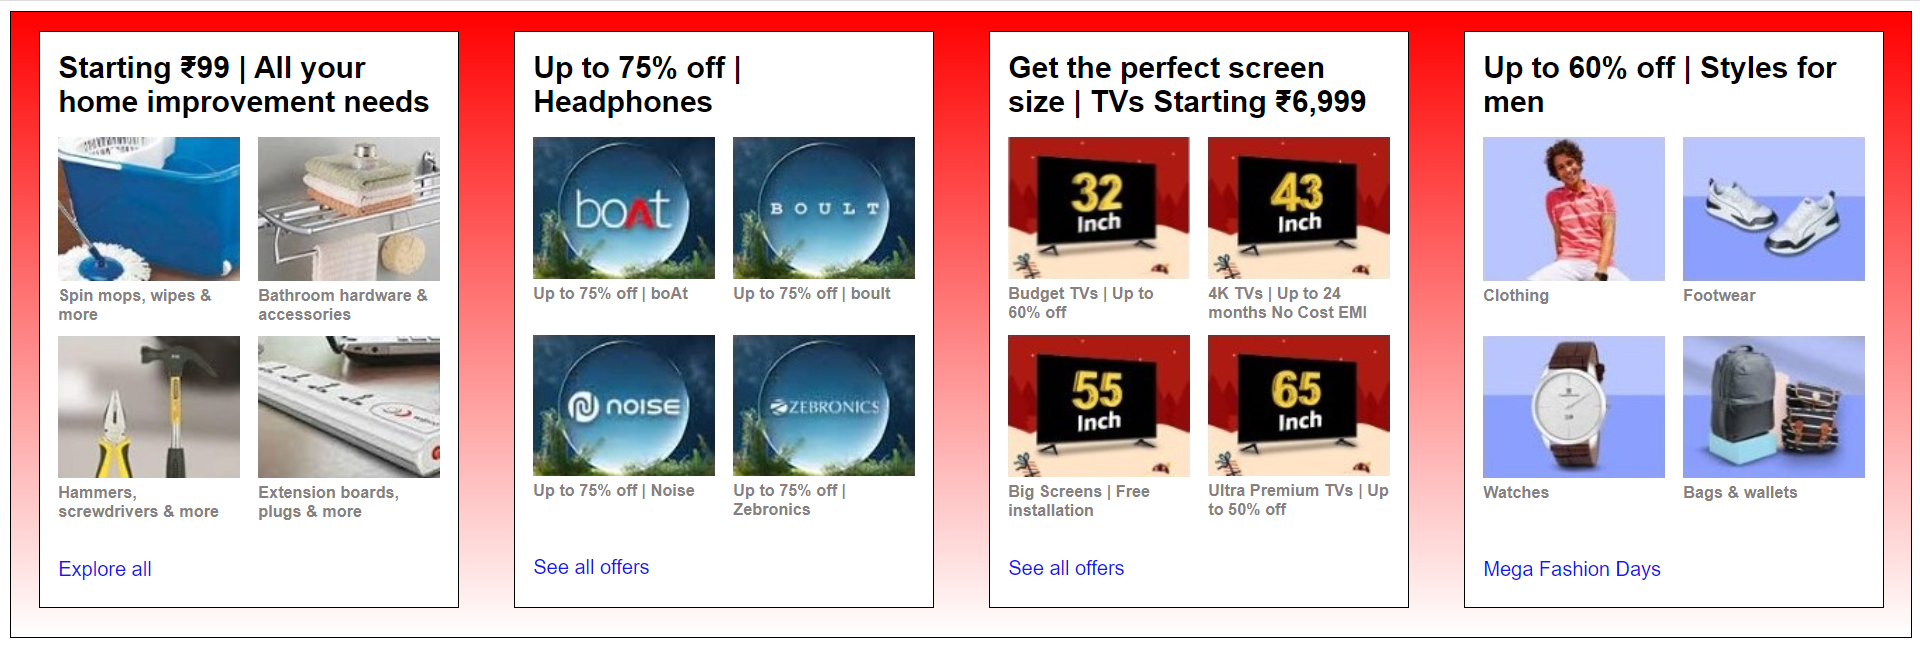 Starting ₹99 | All your
home improvement needs
Spin mops, wipes &
more
Bathroom hardware &
accessories
Hammers,
screwdrivers & more
Extension boards,
plugs & more
Explore all
Up to 75% off |
Headphones
boAt
Up to 75% off | boAt
BOULT
Up to 75% off | boult
noise
Up to 75% off | Noise
ZEBRONICS
Up to 75% off |
Zebronics
See all offers
Get the perfect screen
size | TVs Starting ₹6,999
32
Inch
Budget TVs | Up to
60% off
43
Inch
4K TVs | Up to 24
months No Cost EMI
55
Inch
Big Screens | Free
installation
65
Inch
Ultra Premium TVs | Up
to 50% off
See all offers
Up to 60% off | Styles for
men
Clothing
Footwear
Watches
Bags & wallets
Mega Fashion Days